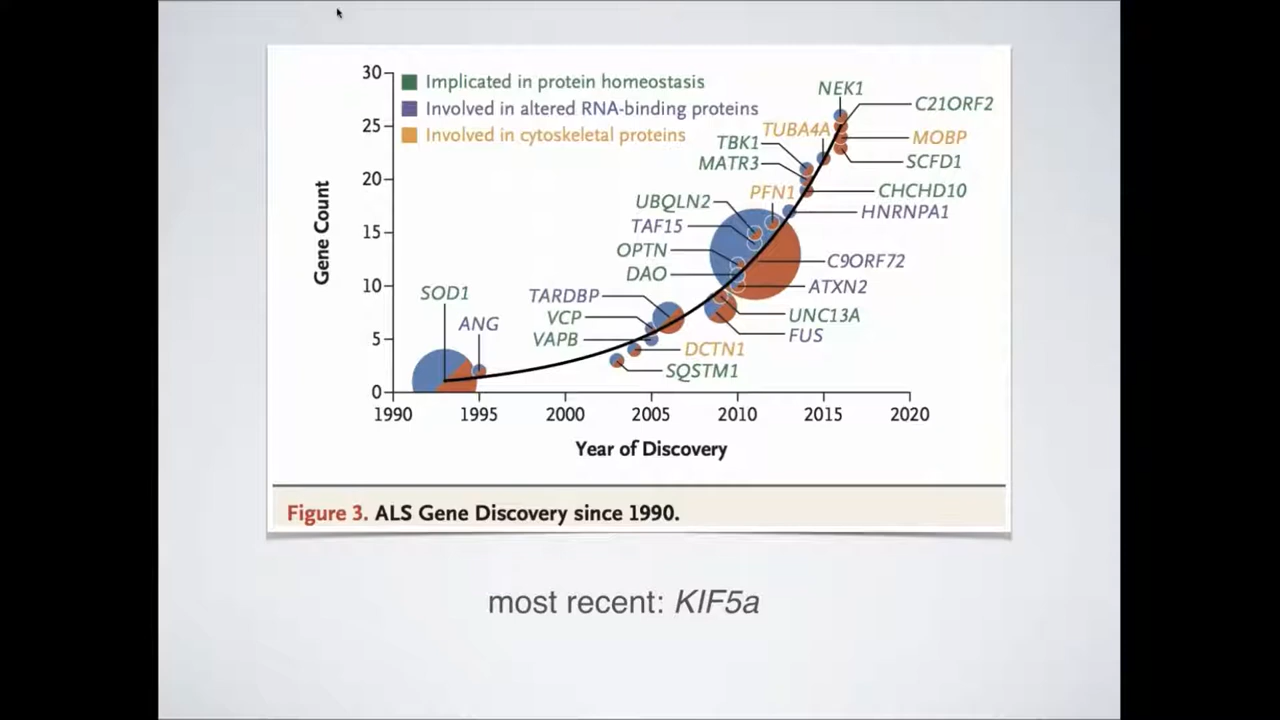 30
Implicated in protein homeostasis
NEK1
Involved in altered RNA-binding proteins
C21ORF2
25
Involved in cytoskeletal proteins
TUBA4A
MOBP
TBK1
MATR3
SCFD1
20
PFN1
CHCHD10
UBQLN2
HNRNPA1
TAF15
15
Gene Count
OPTN
C9ORF72
DAO
10
ATXN2
SOD1
TARDBP
ANG
VCP
UNC13A
5
VAPB
FUS
DCTN1
SQSTM1
0
1990 1995 2000 2005 2010 2015 2020
Year of Discovery
Figure 3. ALS Gene Discovery since 1990.
most recent: KIF5a